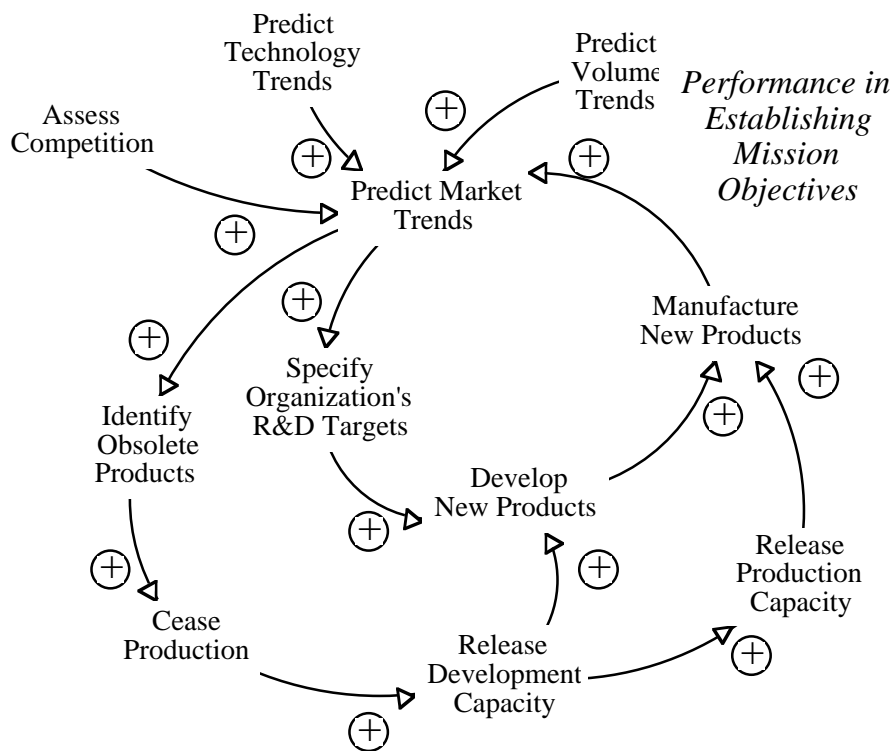 Predict
Technology
Trends
Predict
Volume
Trends
Performance in
Establishing
Mission
Objectives
Assess
Competition
+
+
+
+
Predict Market
Trends
+
+
+
Manufacture
New Products
Specify
Organization's
R&D Targets
+
+
Identify
Obsolete
Products
Develop
New Products
+
+
+
Release
Production
Capacity
Cease
Production
Release
Development
Capacity
+
+